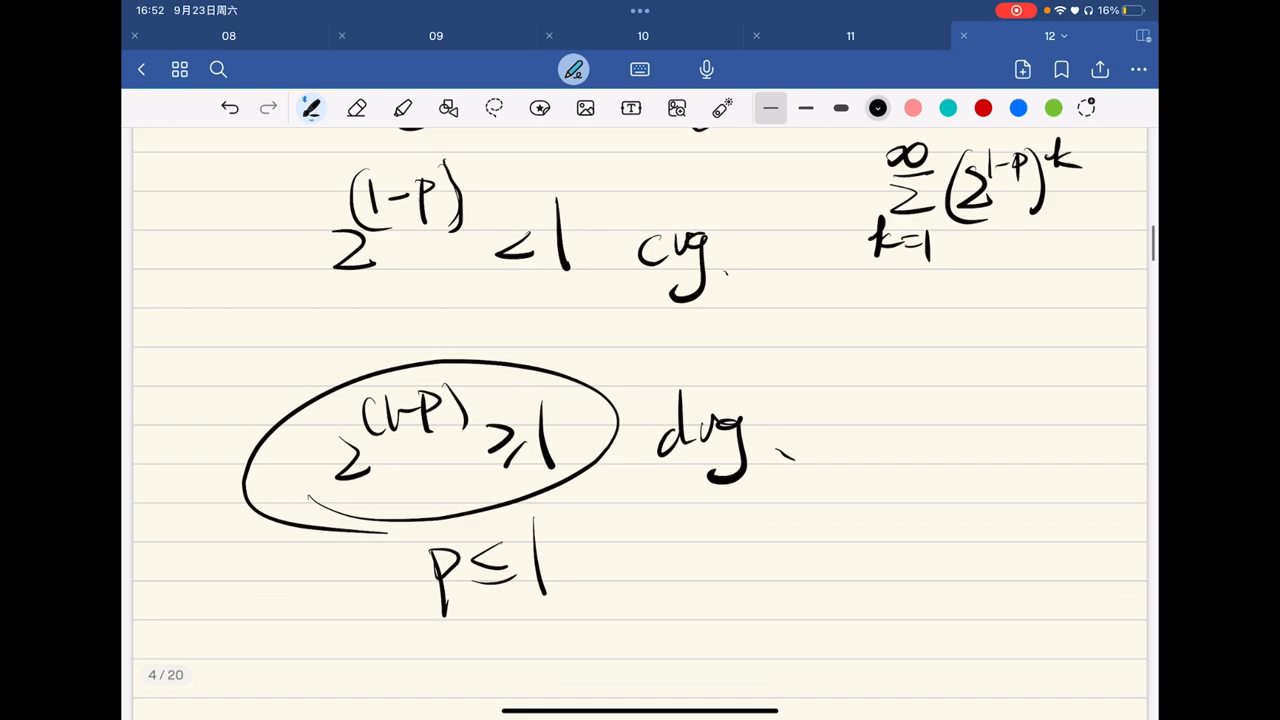 16:52 9月23日周六 16%
08 09 10 11 12
∞
Σ (2^(1-p))^k
k=1
2^(1-p) < 1 cvg.
2^(1-p) ≥ 1 dvg.
p ≤ 1
4 / 20